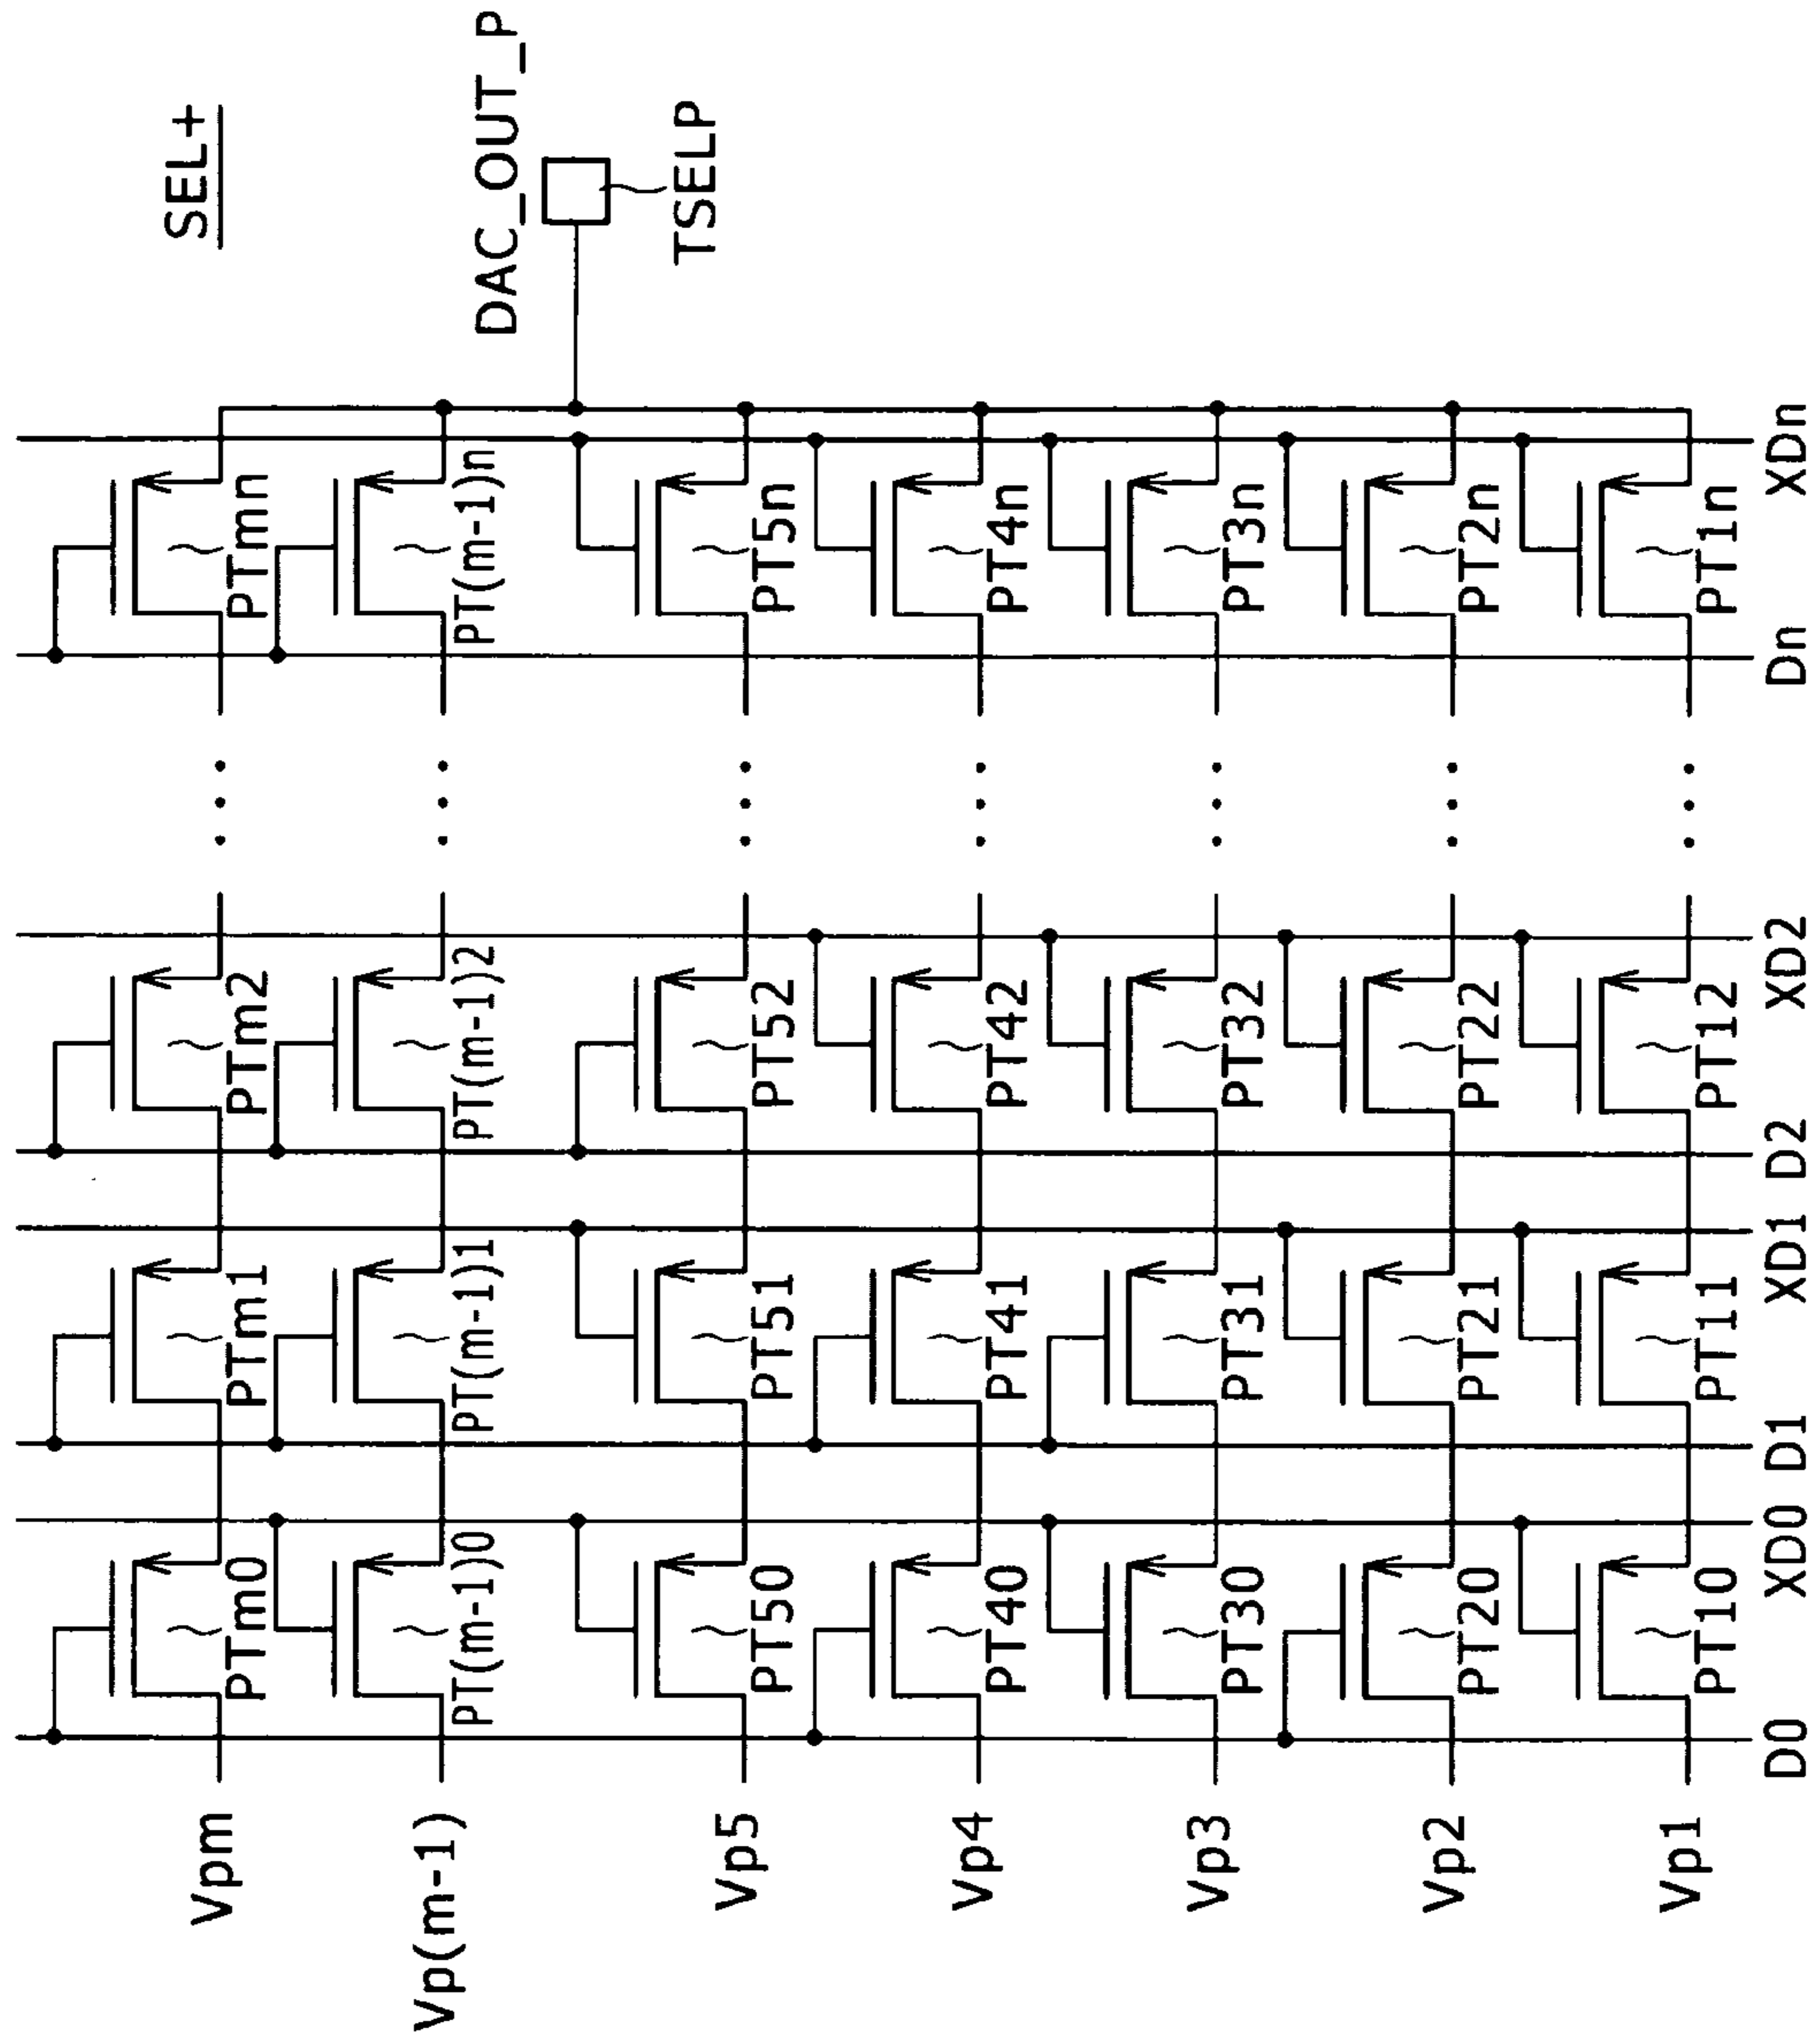 SEL+
DAC_OUT_P
TSELP
Vpm
PTm0
PTm1
PTm2
PTmn
Vp(m-1)
PT(m-1)0
PT(m-1)1
PT(m-1)2
PT(m-1)n
Vp5
PT50
PT51
PT52
PT5n
Vp4
PT40
PT41
PT42
PT4n
Vp3
PT30
PT31
PT32
PT3n
Vp2
PT20
PT21
PT22
PT2n
Vp1
PT10
PT11
PT12
PT1n
D0 XD0 D1 XD1 D2 XD2 Dn XDn